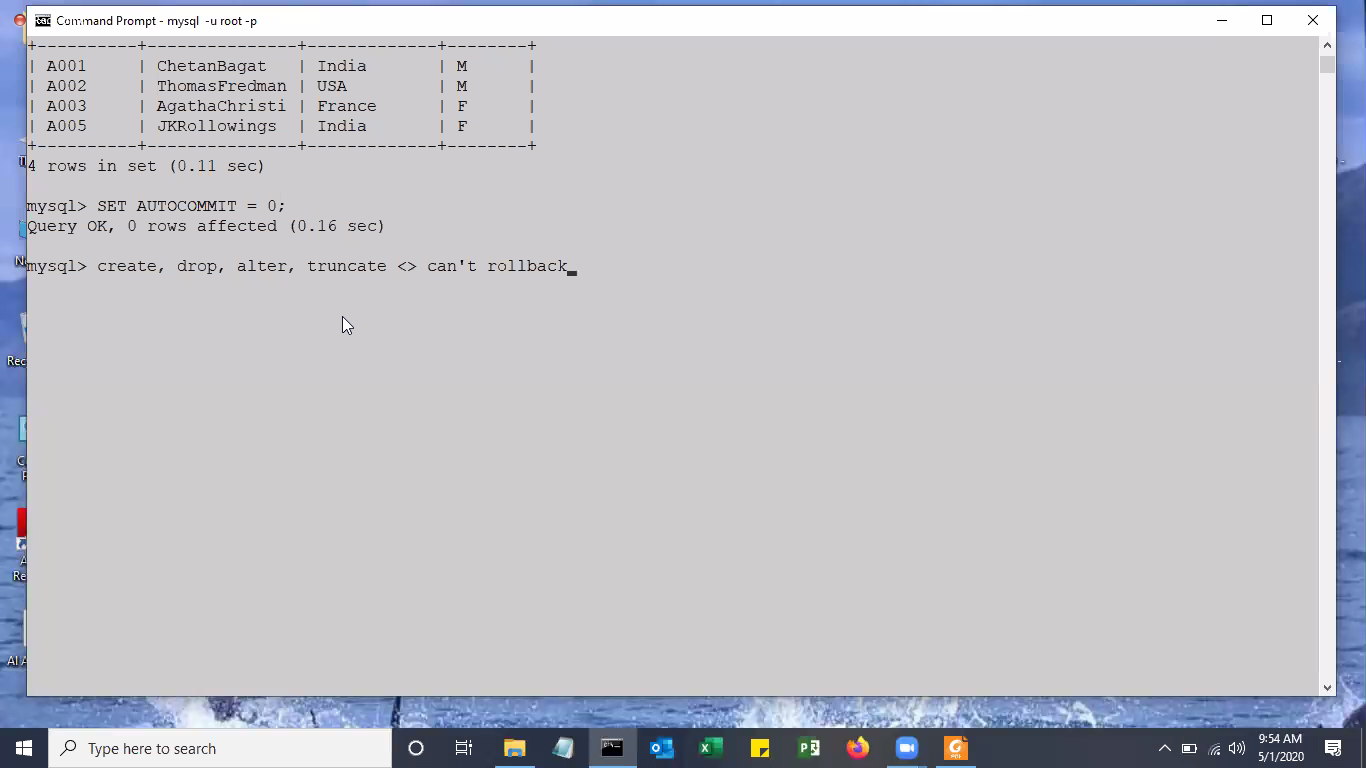 Command Prompt - mysql -u root -p
+----------+---------------+-------------+--------+
| A001     | ChetanBagat   | India       | M      |
| A002     | ThomasFredman | USA         | M      |
| A003     | AgathaChristi | France      | F      |
| A005     | JKRollowings  | India       | F      |
+----------+---------------+-------------+--------+
4 rows in set (0.11 sec)
mysql> SET AUTOCOMMIT = 0;
Query OK, 0 rows affected (0.16 sec)
mysql> create, drop, alter, truncate <> can't rollback_
Type here to search
9:54 AM
5/1/2020